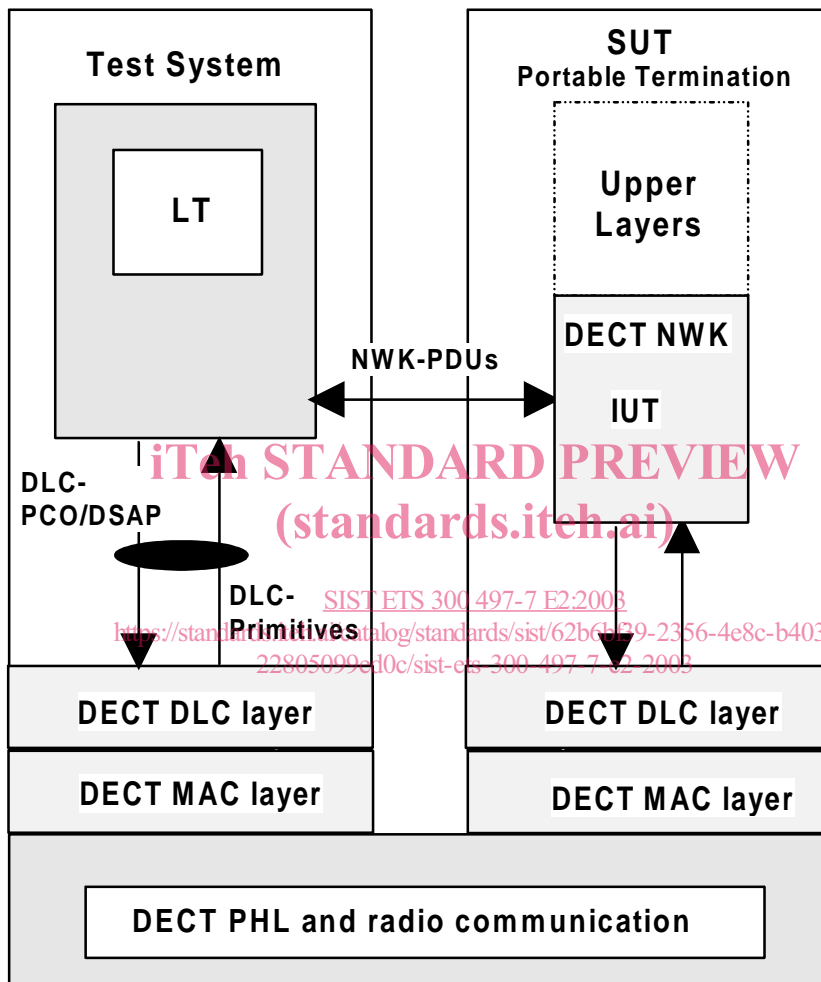 Test System
LT
SUT
Portable Termination
Upper
Layers
DECT NWK
IUT
NWK-PDUs
iTeh STANDARD PREVIEW
(standards.iteh.ai)
DLC-
PCO/DSAP
DLC-
Primitives
SIST ETS 300 497-7 E2:2003
22805099ed0c/sist-ets-300-497-7-e2-2003
DECT DLC layer
DECT DLC layer
DECT MAC layer
DECT MAC layer
DECT PHL and radio communication